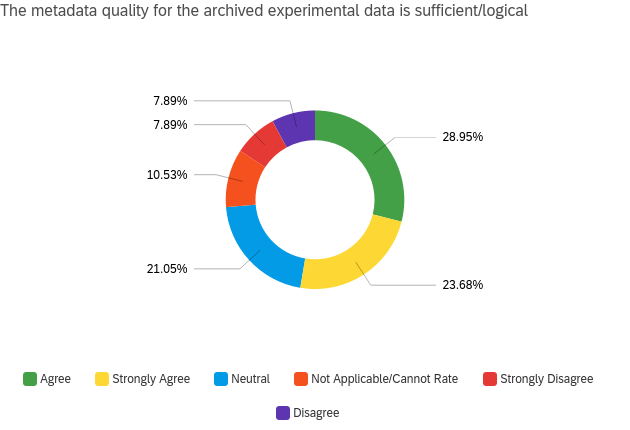 The metadata quality for the archived experimental data is sufficient/logical
7.89%
7.89%
28.95%
10.53%
21.05%
23.68%
Agree Strongly Agree Neutral Not Applicable/Cannot Rate Strongly Disagree
Disagree